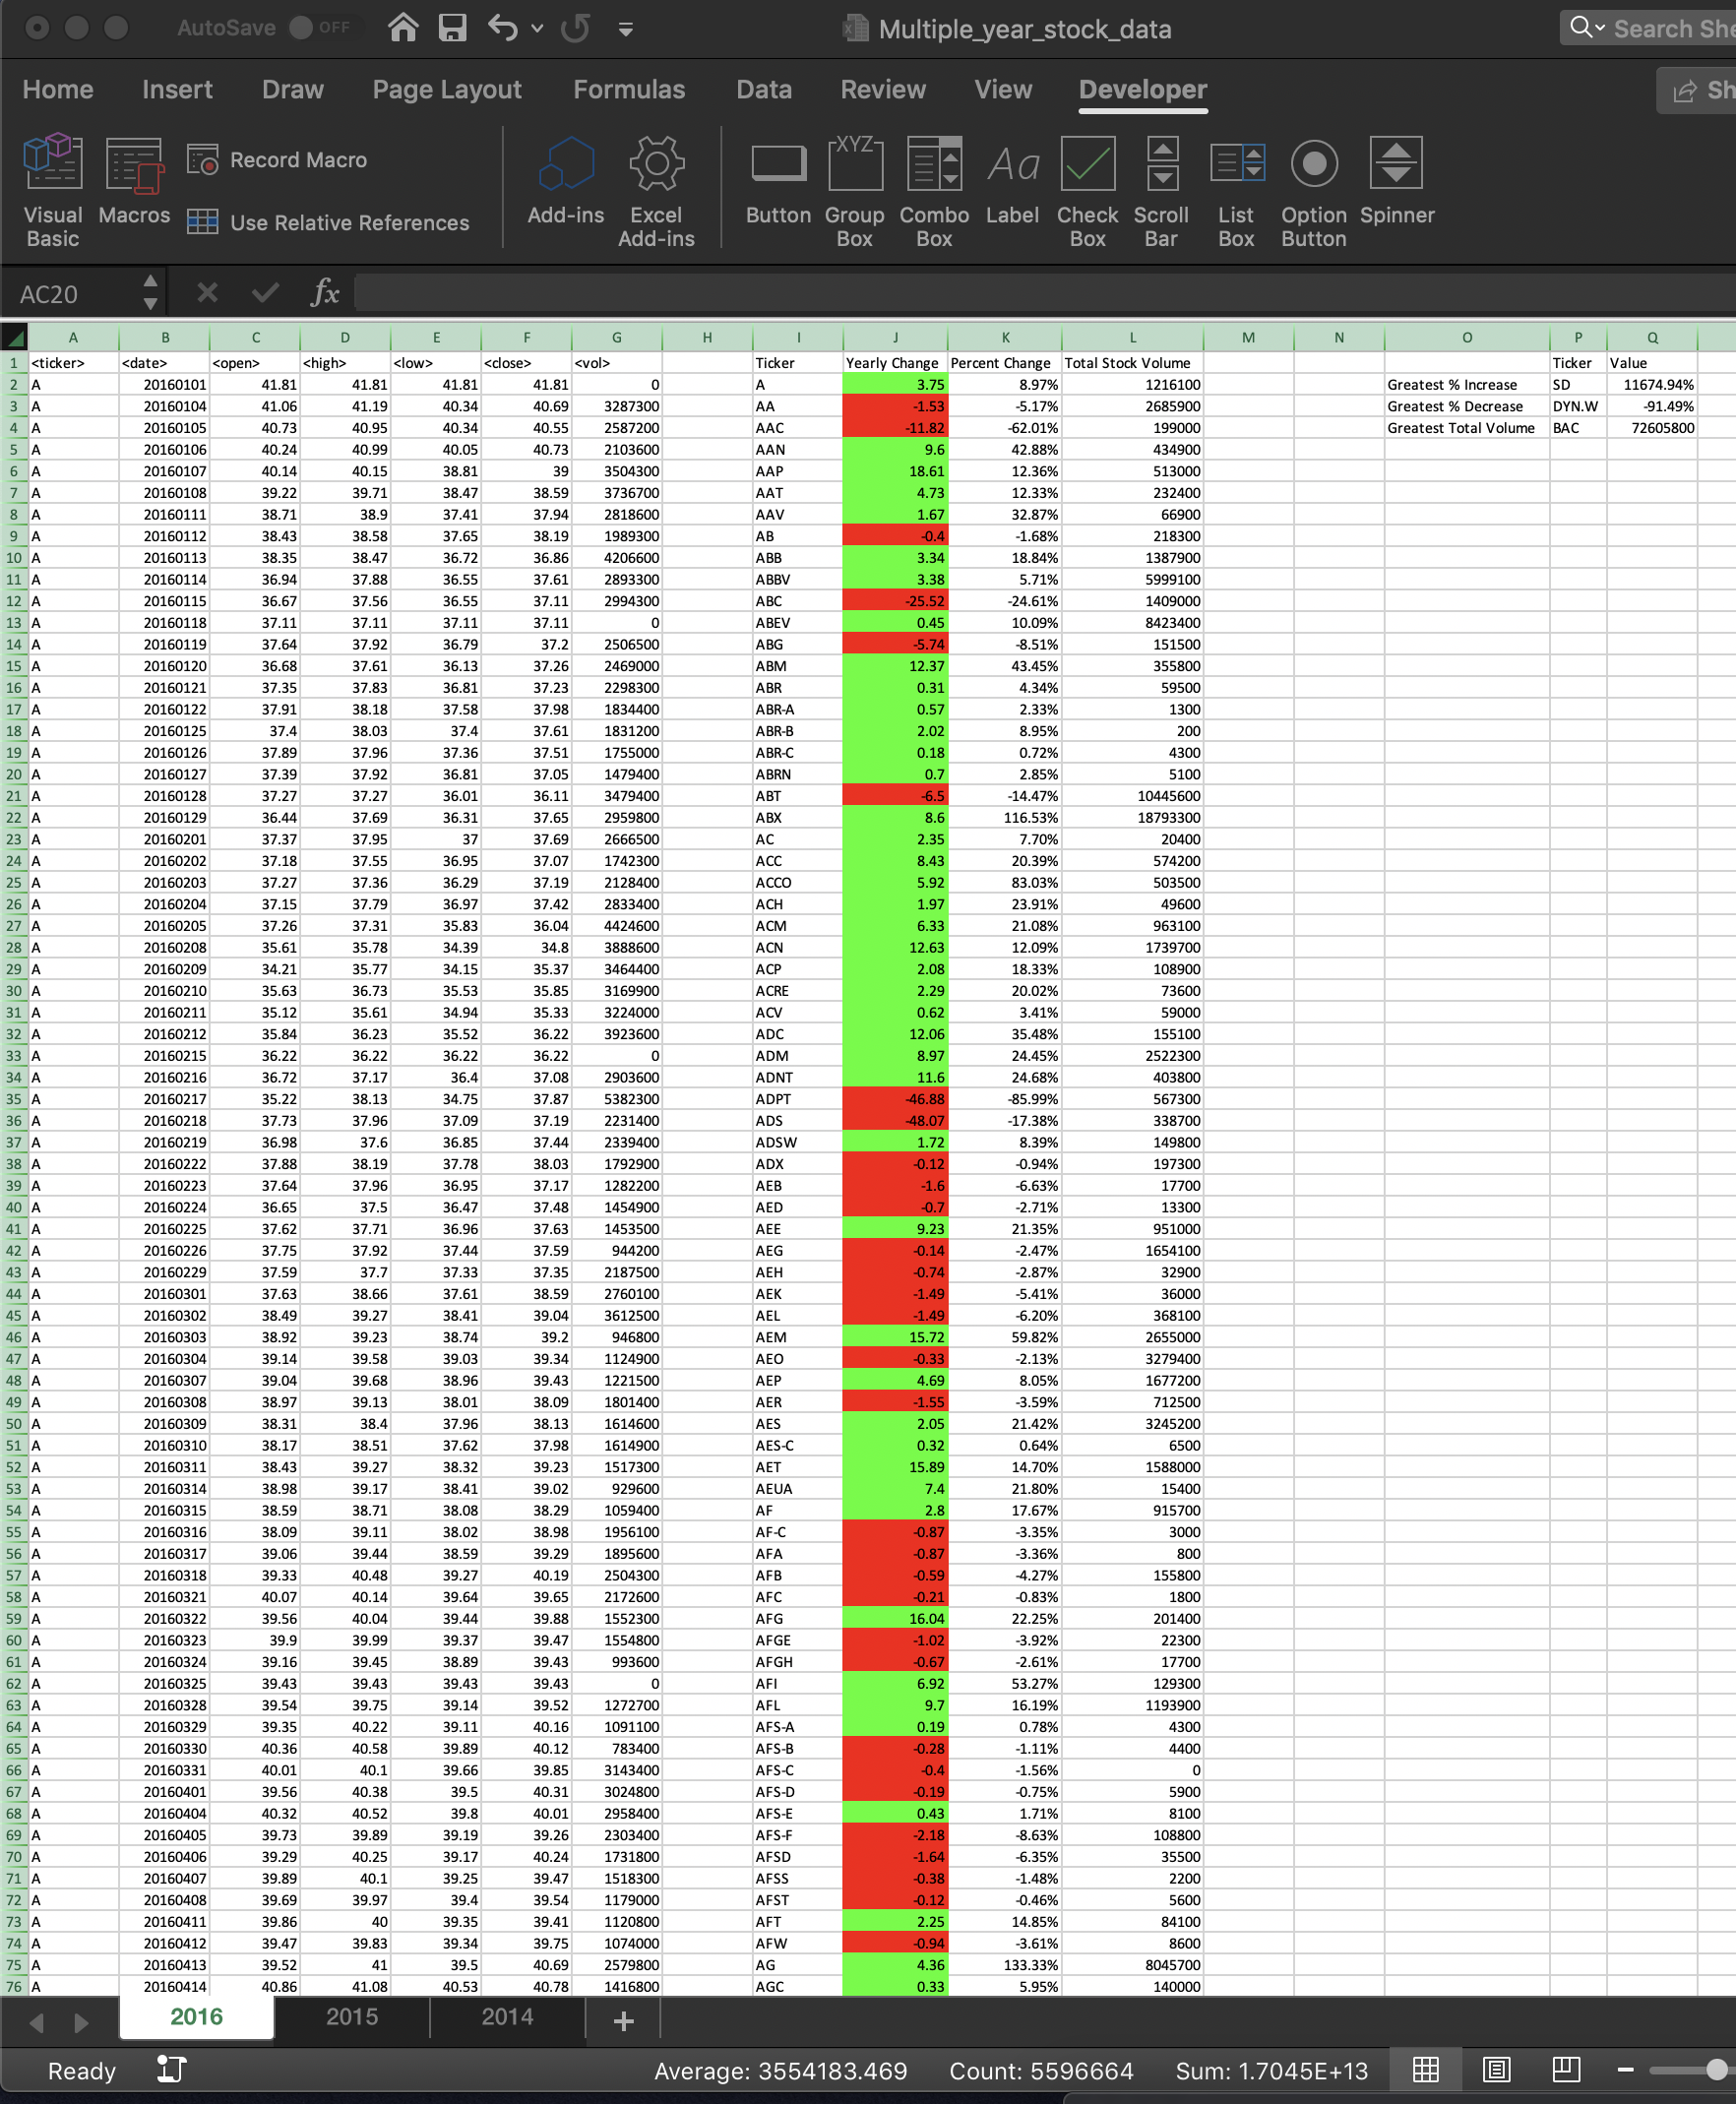 AutoSave OFF Multiple_year_stock_data Search She
Home Insert Draw Page Layout Formulas Data Review View Developer Sh
Record Macro XYZ Aa
Visual Basic Macros Use Relative References Add-ins Excel Add-ins Button Group Box Combo Box Label Check Box Scroll Bar List Box Option Button Spinner
AC20 fx
A B C D E F G H I J K L M N O P Q
1 <ticker> <date> <open> <high> <low> <close> <vol> Ticker Yearly Change Percent Change Total Stock Volume Ticker Value
2 A 20160101 41.81 41.81 41.81 41.81 0 A 3.75 8.97% 1216100 Greatest % Increase SD 11674.94%
3 A 20160104 41.06 41.19 40.34 40.69 3287300 AA -1.53 -5.17% 2685900 Greatest % Decrease DYN.W -91.49%
4 A 20160105 40.73 40.95 40.34 40.55 2587200 AAC -11.82 -62.01% 199000 Greatest Total Volume BAC 72605800
5 A 20160106 40.24 40.99 40.05 40.73 2103600 AAN 9.6 42.88% 434900
6 A 20160107 40.14 40.15 38.81 39 3504300 AAP 18.61 12.36% 513000
7 A 20160108 39.22 39.71 38.47 38.59 3736700 AAT 4.73 12.33% 232400
8 A 20160111 38.71 38.9 37.41 37.94 2818600 AAV 1.67 32.87% 66900
9 A 20160112 38.43 38.58 37.65 38.19 1989300 AB -0.4 -1.68% 218300
10 A 20160113 38.35 38.47 36.72 36.86 4206600 ABB 3.34 18.84% 1387900
11 A 20160114 36.94 37.88 36.55 37.61 2893300 ABBV 3.38 5.71% 5999100
12 A 20160115 36.67 37.56 36.55 37.11 2994300 ABC -25.52 -24.61% 1409000
13 A 20160118 37.11 37.11 37.11 37.11 0 ABEV 0.45 10.09% 8423400
14 A 20160119 37.64 37.92 36.79 37.2 2506500 ABG -5.74 -8.51% 151500
15 A 20160120 36.68 37.61 36.13 37.26 2469000 ABM 12.37 43.45% 355800
16 A 20160121 37.35 37.83 36.81 37.23 2298300 ABR 0.31 4.34% 59500
17 A 20160122 37.91 38.18 37.58 37.98 1834400 ABR-A 0.57 2.33% 1300
18 A 20160125 37.4 38.03 37.4 37.61 1831200 ABR-B 2.02 8.95% 200
19 A 20160126 37.89 37.96 37.36 37.51 1755000 ABR-C 0.18 0.72% 4300
20 A 20160127 37.39 37.92 36.81 37.05 1479400 ABRN 0.7 2.85% 5100
21 A 20160128 37.27 37.27 36.01 36.11 3479400 ABT -6.5 -14.47% 10445600
22 A 20160129 36.44 37.69 36.31 37.65 2959800 ABX 8.6 116.53% 18793300
23 A 20160201 37.37 37.95 37 37.69 2666500 AC 2.35 7.70% 20400
24 A 20160202 37.18 37.55 36.95 37.07 1742300 ACC 8.43 20.39% 574200
25 A 20160203 37.27 37.36 36.29 37.19 2128400 ACCO 5.92 83.03% 503500
26 A 20160204 37.15 37.79 36.97 37.42 2833400 ACH 1.97 23.91% 49600
27 A 20160205 37.26 37.31 35.83 36.04 4424600 ACM 6.33 21.08% 963100
28 A 20160208 35.61 35.78 34.39 34.8 3888600 ACN 12.63 12.09% 1739700
29 A 20160209 34.21 35.77 34.15 35.37 3464400 ACP 2.08 18.33% 108900
30 A 20160210 35.63 36.73 35.53 35.85 3169900 ACRE 2.29 20.02% 73600
31 A 20160211 35.12 35.61 34.94 35.33 3224000 ACV 0.62 3.41% 59000
32 A 20160212 35.84 36.23 35.52 36.22 3923600 ADC 12.06 35.48% 155100
33 A 20160215 36.22 36.22 36.22 36.22 0 ADM 8.97 24.45% 2522300
34 A 20160216 36.72 37.17 36.4 37.08 2903600 ADNT 11.6 24.68% 403800
35 A 20160217 35.22 38.13 34.75 37.87 5382300 ADPT -46.88 -85.99% 567300
36 A 20160218 37.73 37.96 37.09 37.19 2231400 ADS -48.07 -17.38% 338700
37 A 20160219 36.98 37.6 36.85 37.44 2339400 ADSW 1.72 8.39% 149800
38 A 20160222 37.88 38.19 37.78 38.03 1792900 ADX -0.12 -0.94% 197300
39 A 20160223 37.64 37.96 36.95 37.17 1282200 AEB -1.6 -6.63% 17700
40 A 20160224 36.65 37.5 36.47 37.48 1454900 AED -0.7 -2.71% 13300
41 A 20160225 37.62 37.71 36.96 37.63 1453500 AEE 9.23 21.35% 951000
42 A 20160226 37.75 37.92 37.44 37.59 944200 AEG -0.14 -2.47% 1654100
43 A 20160229 37.59 37.7 37.33 37.35 2187500 AEH -0.74 -2.87% 32900
44 A 20160301 37.63 38.66 37.61 38.59 2760100 AEK -1.49 -5.41% 36000
45 A 20160302 38.49 39.27 38.41 39.04 3612500 AEL -1.49 -6.20% 368100
46 A 20160303 38.92 39.23 38.74 39.2 946800 AEM 15.72 59.82% 2655000
47 A 20160304 39.14 39.58 39.03 39.34 1124900 AEO -0.33 -2.13% 3279400
48 A 20160307 39.04 39.68 38.96 39.43 1221500 AEP 4.69 8.05% 1677200
49 A 20160308 38.97 39.13 38.01 38.09 1801400 AER -1.55 -3.59% 712500
50 A 20160309 38.31 38.4 37.96 38.13 1614600 AES 2.05 21.42% 3245200
51 A 20160310 38.17 38.51 37.62 37.98 1614900 AES-C 0.32 0.64% 6500
52 A 20160311 38.43 39.27 38.32 39.23 1517300 AET 15.89 14.70% 1588000
53 A 20160314 38.98 39.17 38.41 39.02 929600 AEUA 7.4 21.80% 15400
54 A 20160315 38.59 38.71 38.08 38.29 1059400 AF 2.8 17.67% 915700
55 A 20160316 38.09 39.11 38.02 38.98 1956100 AF-C -0.87 -3.35% 3000
56 A 20160317 39.06 39.44 38.59 39.29 1895600 AFA -0.87 -3.36% 800
57 A 20160318 39.33 40.48 39.27 40.19 2504300 AFB -0.59 -4.27% 155800
58 A 20160321 40.07 40.14 39.64 39.65 2172600 AFC -0.21 -0.83% 1800
59 A 20160322 39.56 40.04 39.44 39.88 1552300 AFG 16.04 22.25% 201400
60 A 20160323 39.9 39.99 39.37 39.47 1554800 AFGE -1.02 -3.92% 22300
61 A 20160324 39.16 39.45 38.89 39.43 993600 AFGH -0.67 -2.61% 17700
62 A 20160325 39.43 39.43 39.43 39.43 0 AFI 6.92 53.27% 129300
63 A 20160328 39.54 39.75 39.14 39.52 1272700 AFL 9.7 16.19% 1193900
64 A 20160329 39.35 40.22 39.11 40.16 1091100 AFS-A 0.19 0.78% 4300
65 A 20160330 40.36 40.58 39.89 40.12 783400 AFS-B -0.28 -1.11% 4400
66 A 20160331 40.01 40.1 39.66 39.85 3143400 AFS-C -0.4 -1.56% 0
67 A 20160401 39.56 40.38 39.5 40.31 3024800 AFS-D -0.19 -0.75% 5900
68 A 20160404 40.32 40.52 39.8 40.01 2958400 AFS-E 0.43 1.71% 8100
69 A 20160405 39.73 39.89 39.19 39.26 2303400 AFS-F -2.18 -8.63% 108800
70 A 20160406 39.29 40.25 39.17 40.24 1731800 AFSD -1.64 -6.35% 35500
71 A 20160407 39.89 40.1 39.25 39.47 1518300 AFSS -0.38 -1.48% 2200
72 A 20160408 39.69 39.97 39.4 39.54 1179000 AFST -0.12 -0.46% 5600
73 A 20160411 39.86 40 39.35 39.41 1120800 AFT 2.25 14.85% 84100
74 A 20160412 39.47 39.83 39.34 39.75 1074000 AFW -0.94 -3.61% 8600
75 A 20160413 39.52 41 39.5 40.69 2579800 AG 4.36 133.33% 8045700
76 A 20160414 40.86 41.08 40.53 40.78 1416800 AGC 0.33 5.95% 140000
2016 2015 2014 +
Ready Average: 3554183.469 Count: 5596664 Sum: 1.7045E+13